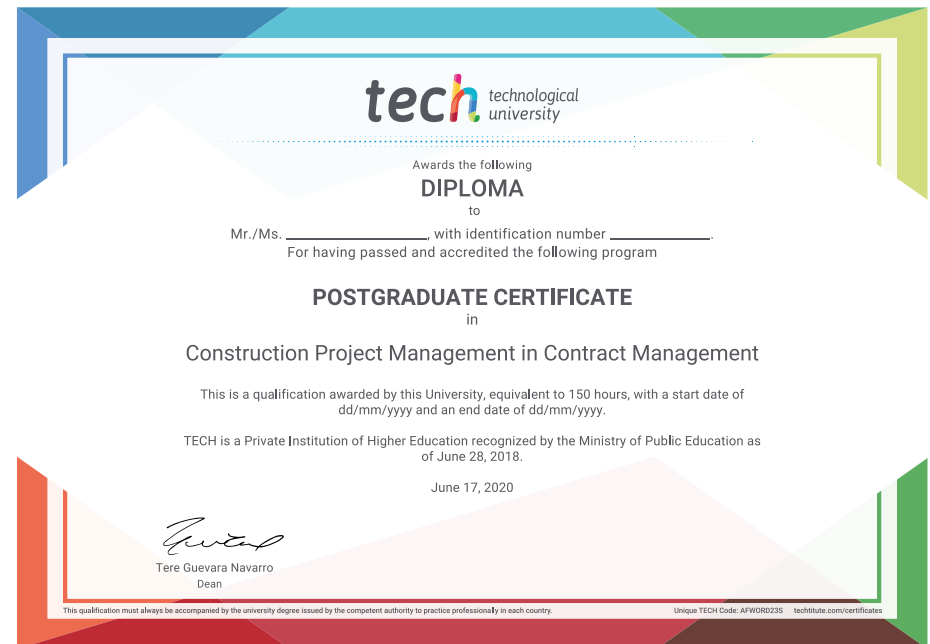 tech technological
university
Awards the following
DIPLOMA
to
Mr./Ms. __________________, with identification number _____________.
For having passed and accredited the following program
POSTGRADUATE CERTIFICATE
in
Construction Project Management in Contract Management
This is a qualification awarded by this University, equivalent to 150 hours, with a start date of
dd/mm/yyyy and an end date of dd/mm/yyyy.
TECH is a Private Institution of Higher Education recognized by the Ministry of Public Education as
of June 28, 2018.
June 17, 2020
Tere Guevara Navarro
Dean
This qualification must always be accompanied by the university degree issued by the competent authority to practice professionally in each country. Unique TECH Code: AFWORD23S techtitute.com/certificates